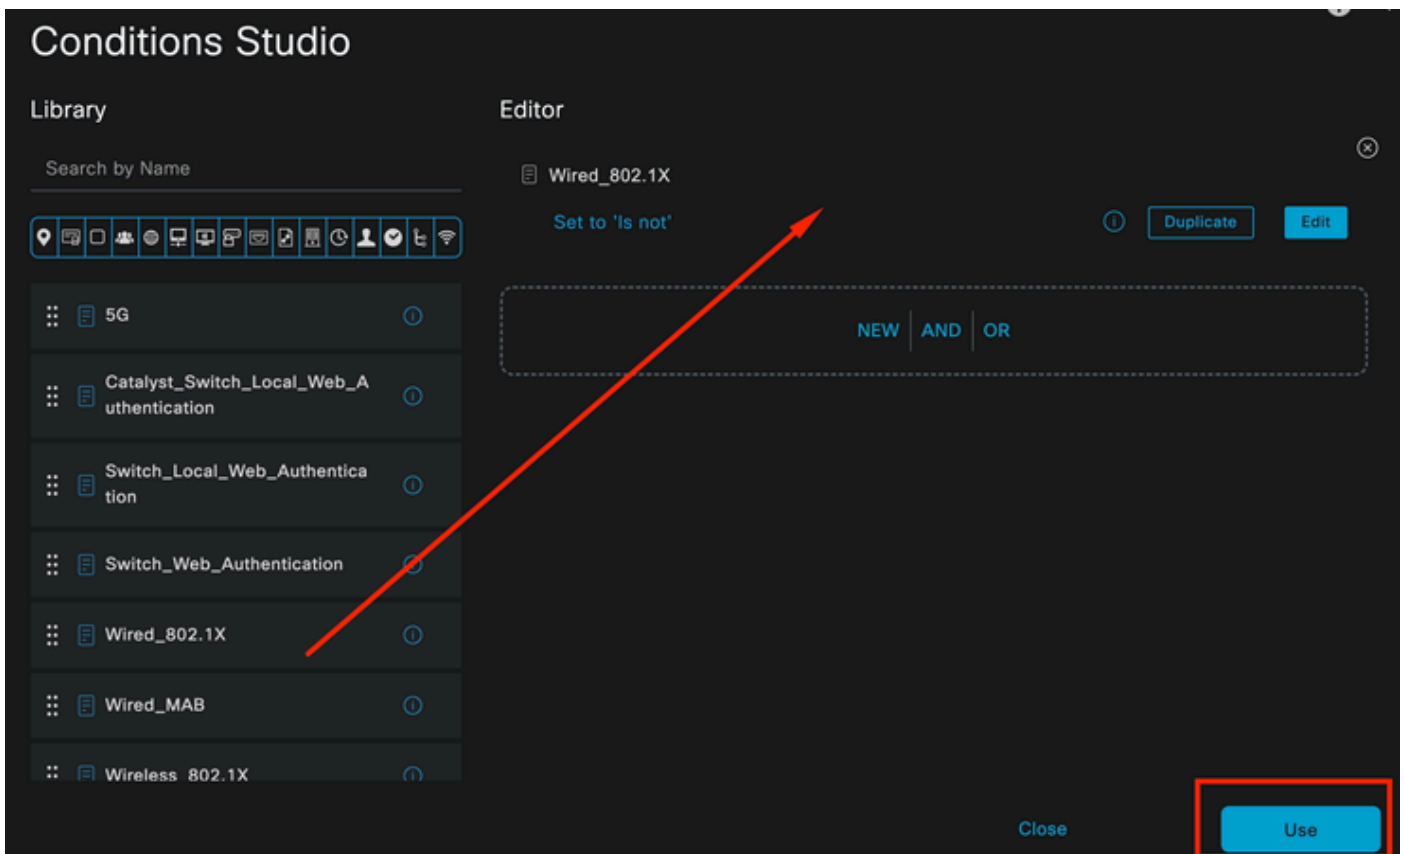 Conditions Studio
Library
Search by Name
5G
Catalyst_Switch_Local_Web_A
uthentication
Switch_Local_Web_Authentica
tion
Switch_Web_Authentication
Wired_802.1X
Wired_MAB
Wireless_802.1X
Editor
Wired_802.1X
Set to 'Is not'
Duplicate
Edit
NEW
AND
OR
Close
Use